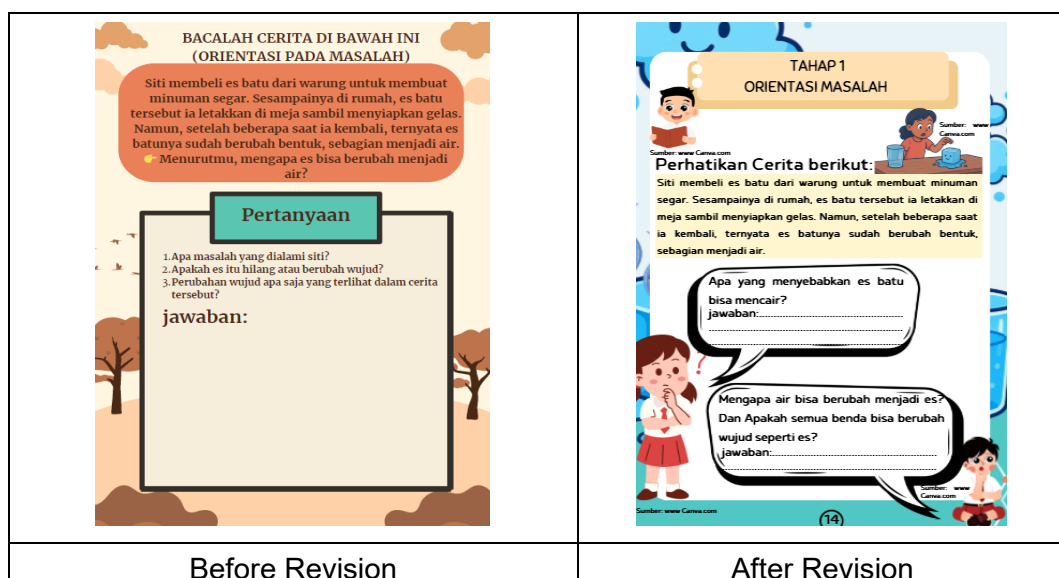 BACALAH CERITA DI BAWAH INI
(ORIENTASI PADA MASALAH)
Siti membeli es batu dari warung untuk membuat
minuman segar. Sesampainya di rumah, es batu
tersebut ia letakkan di meja sambil menyiapkan gelas.
Namun, setelah beberapa saat ia kembali, ternyata es
batunya sudah berubah bentuk, sebagian menjadi air.
👉 Menurutmu, mengapa es bisa berubah menjadi
air?
Pertanyaan
1.Apa masalah yang dialami siti?
2.Apakah es itu hilang atau berubah wujud?
3.Perubahan wujud apa saja yang terlihat dalam cerita
tersebut?
jawaban:
Before Revision
TAHAP 1
ORIENTASI MASALAH
Sumber: www
Canva.com
Sumber: www Canva.com
Perhatikan Cerita berikut:
Siti membeli es batu dari warung untuk membuat minuman
segar. Sesampainya di rumah, es batu tersebut ia letakkan di
meja sambil menyiapkan gelas. Namun, setelah beberapa saat
ia kembali, ternyata es batunya sudah berubah bentuk,
sebagian menjadi air.
Apa yang menyebabkan es batu
bisa mencair?
jawaban:
Mengapa air bisa berubah menjadi es?
Dan Apakah semua benda bisa berubah
wujud seperti es?
jawaban:
Sumber: www
Canva.com
Sumber: www Canva.com
14
After Revision